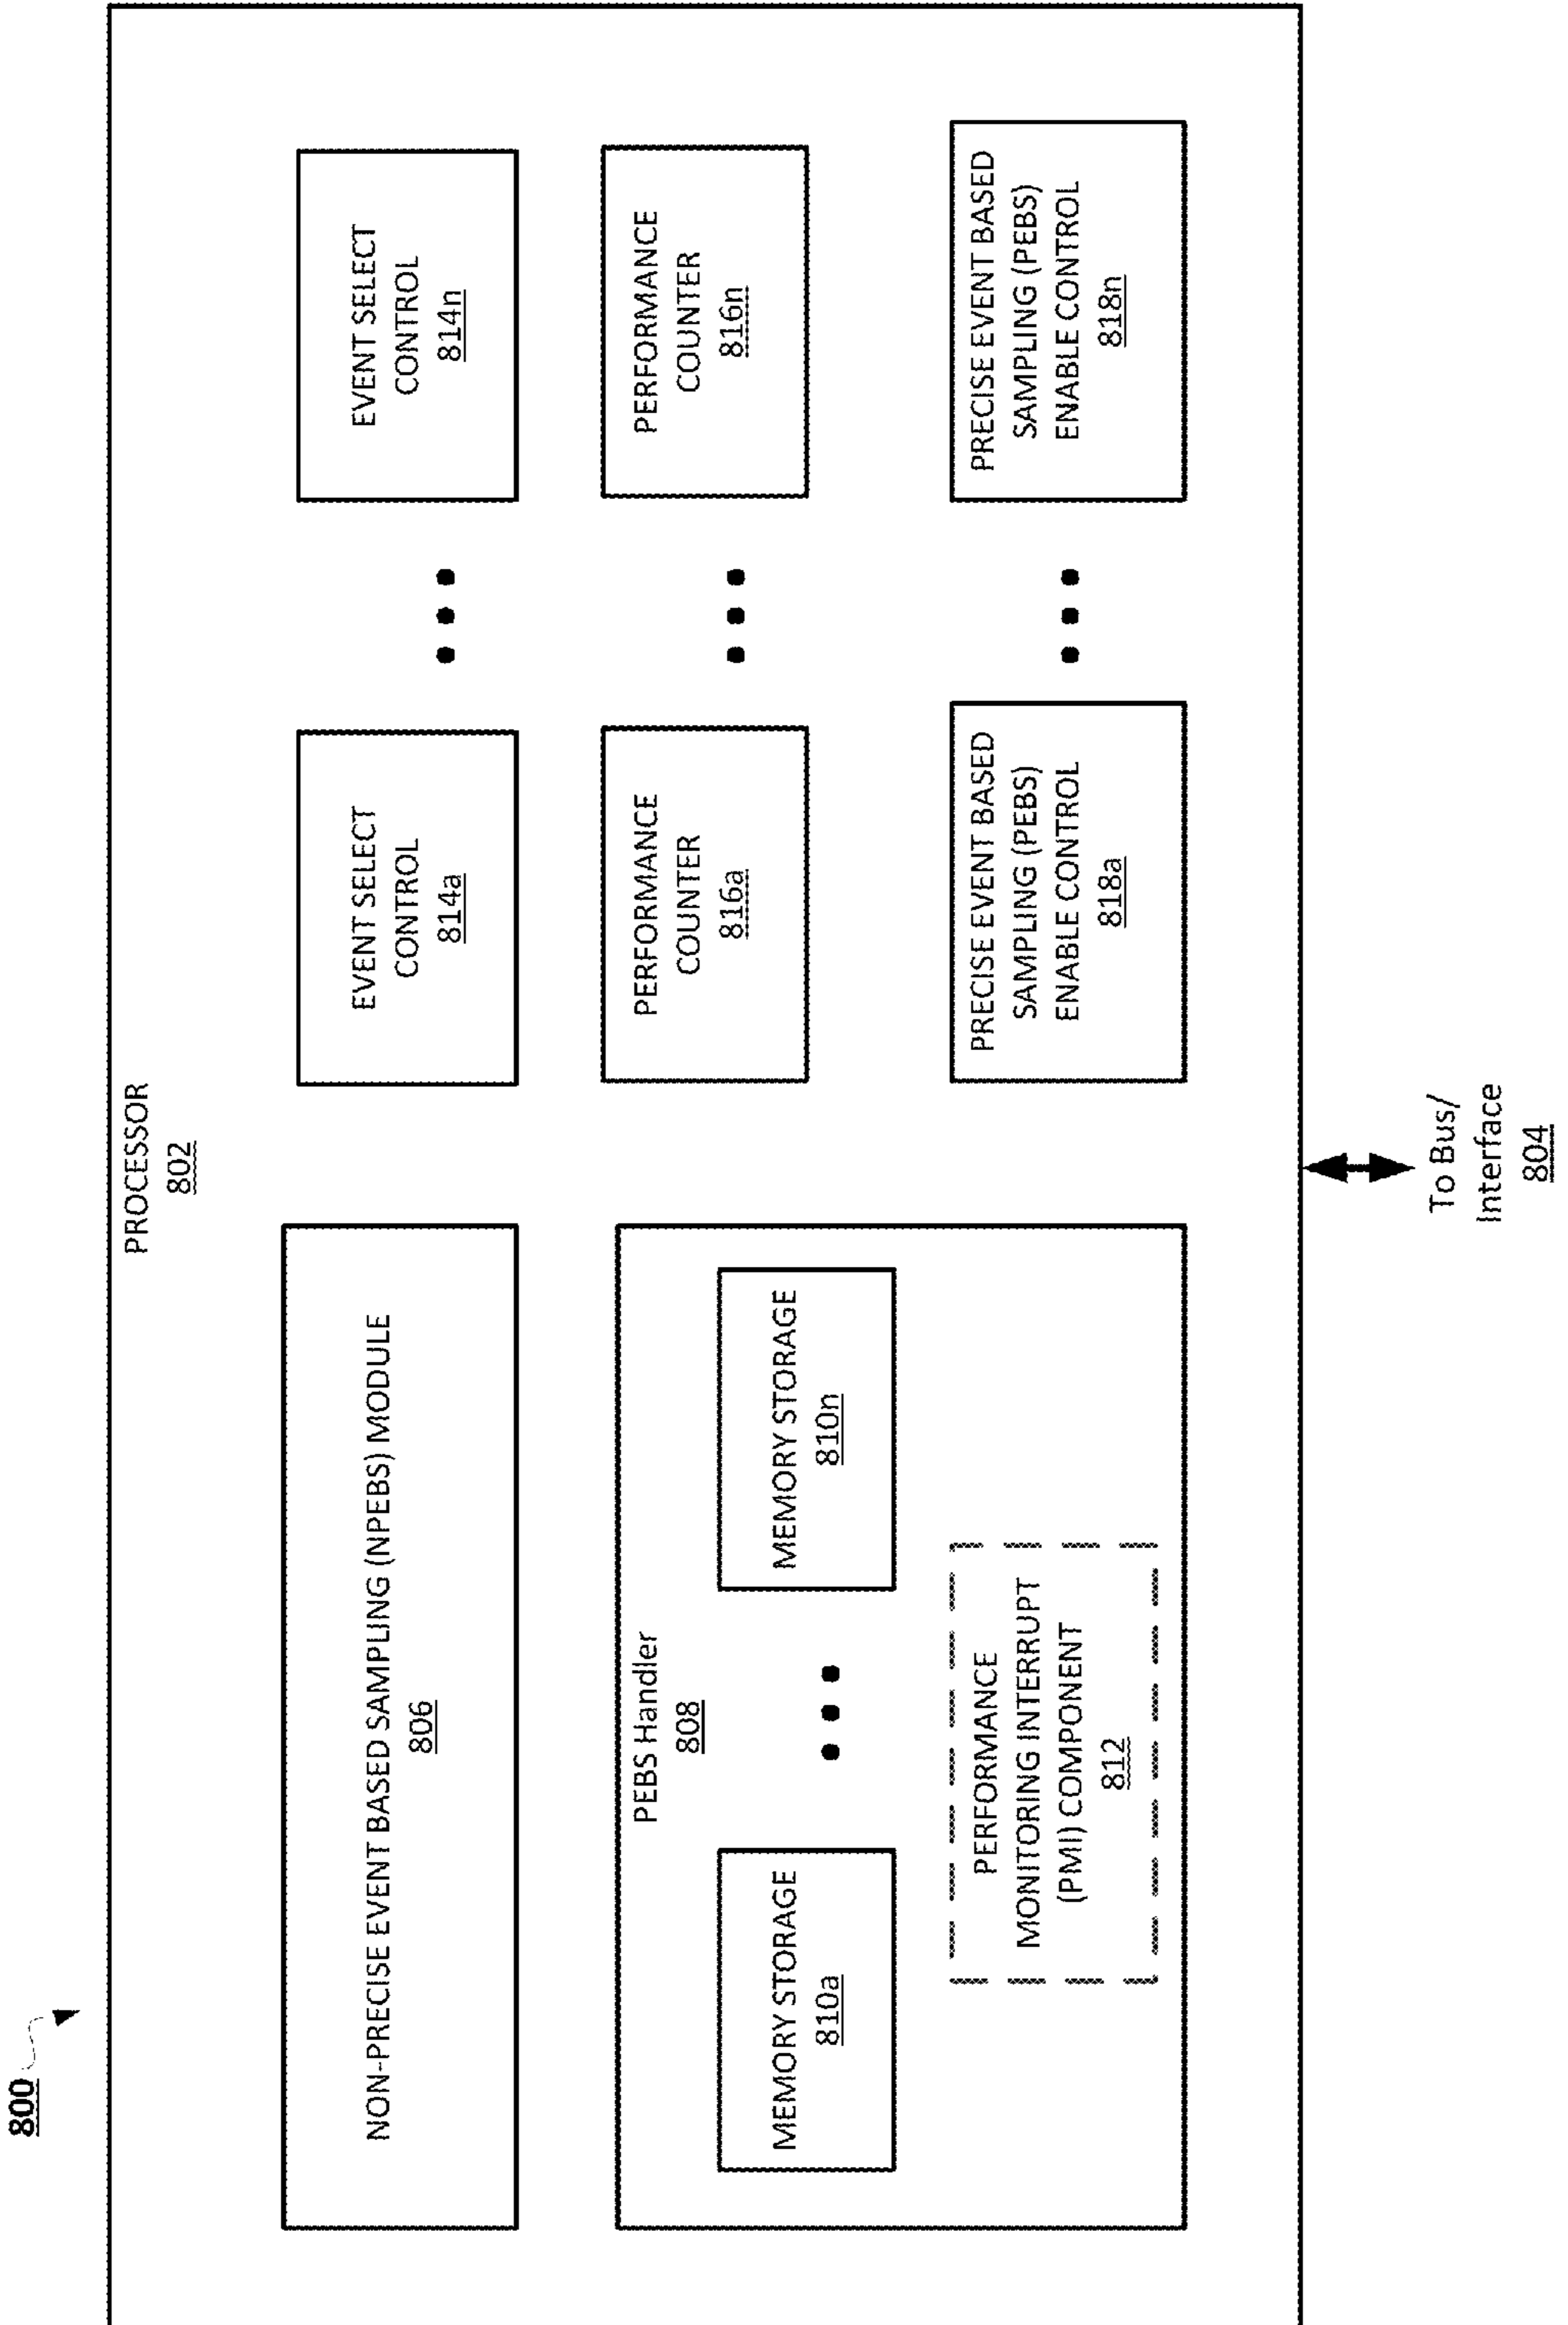 800
PROCESSOR
802
NON-PRECISE EVENT BASED SAMPLING (NPEBS) MODULE
806
PEBS Handler
808
MEMORY STORAGE
810a
MEMORY STORAGE
810n
PERFORMANCE
MONITORING INTERRUPT
(PMI) COMPONENT
812
EVENT SELECT
CONTROL
814a
EVENT SELECT
CONTROL
814n
PERFORMANCE
COUNTER
816a
PERFORMANCE
COUNTER
816n
PRECISE EVENT BASED
SAMPLING (PEBS)
ENABLE CONTROL
818a
PRECISE EVENT BASED
SAMPLING (PEBS)
ENABLE CONTROL
818n
To Bus/
Interface
804